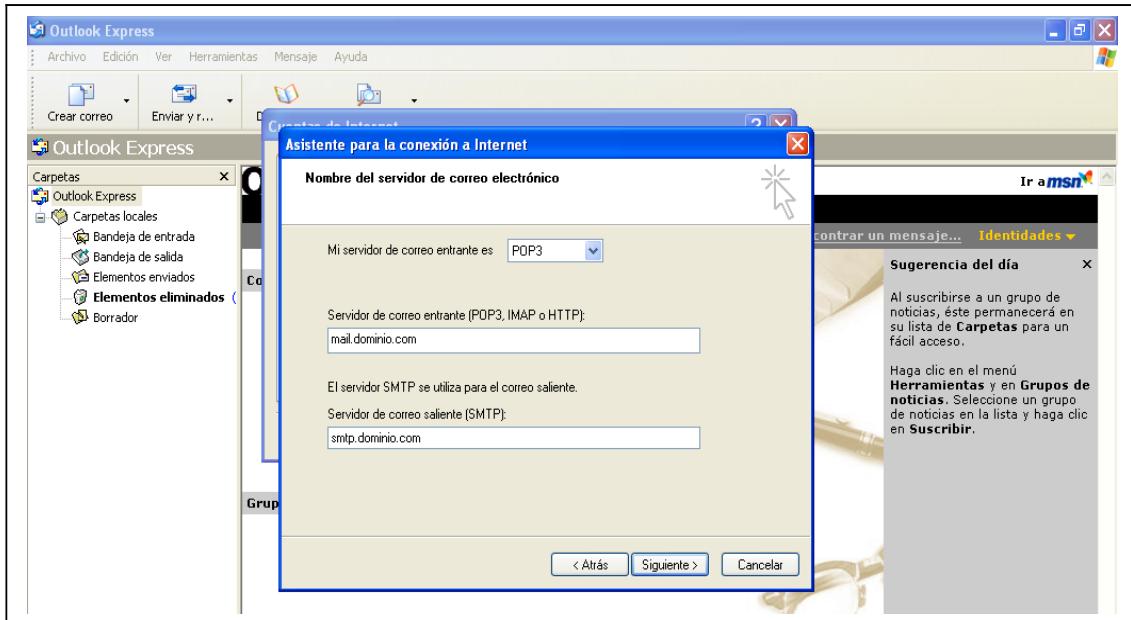 Outlook Express
Archivo Edición Ver Herramientas Mensaje Ayuda
Crear correo Enviar y r...
Outlook Express
Cuentas de Internet
Asistente para la conexión a Internet
Nombre del servidor de correo electrónico
Mi servidor de correo entrante es POP3
Servidor de correo entrante (POP3, IMAP o HTTP):
mail.dominio.com
El servidor SMTP se utiliza para el correo saliente.
Servidor de correo saliente (SMTP):
smtp.dominio.com
< Atrás Siguiente > Cancelar
Carpetas x
Outlook Express
Carpetas locales
Bandeja de entrada
Bandeja de salida
Elementos enviados
Elementos eliminados (
Borrador
Co
Grup
Ir a msn
contrar un mensaje... Identidades
Sugerencia del día x
Al suscribirse a un grupo de
noticias, éste permanecerá en
su lista de Carpetas para un
fácil acceso.
Haga clic en el menú
Herramientas y en Grupos de
noticias. Seleccione un grupo
de noticias en la lista y haga clic
en Suscribir.